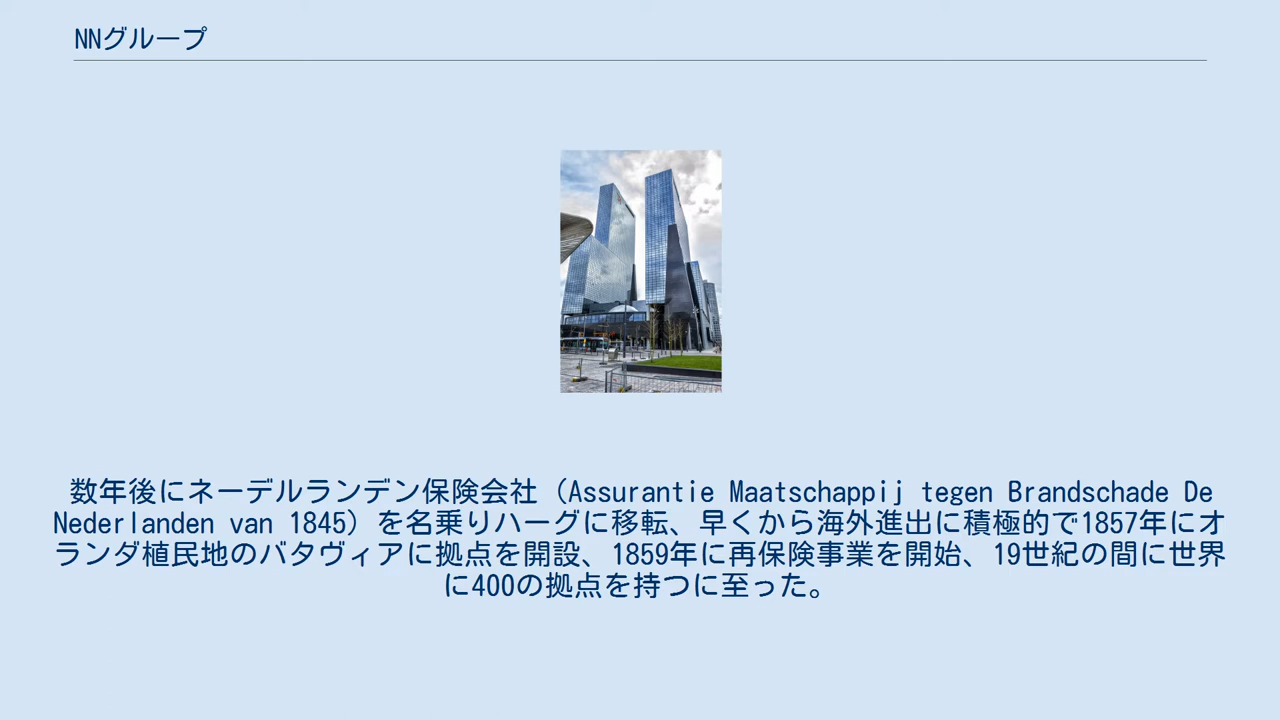 NNグループ
数年後にネーデルランデン保険会社（Assurantie Maatschappij tegen Brandschade De
Nederlanden van 1845）を名乗りハーグに移転、早くから海外進出に積極的で1857年にオ
ランダ植民地のバタヴィアに拠点を開設、1859年に再保険事業を開始、19世紀の間に世界
に400の拠点を持つに至った。